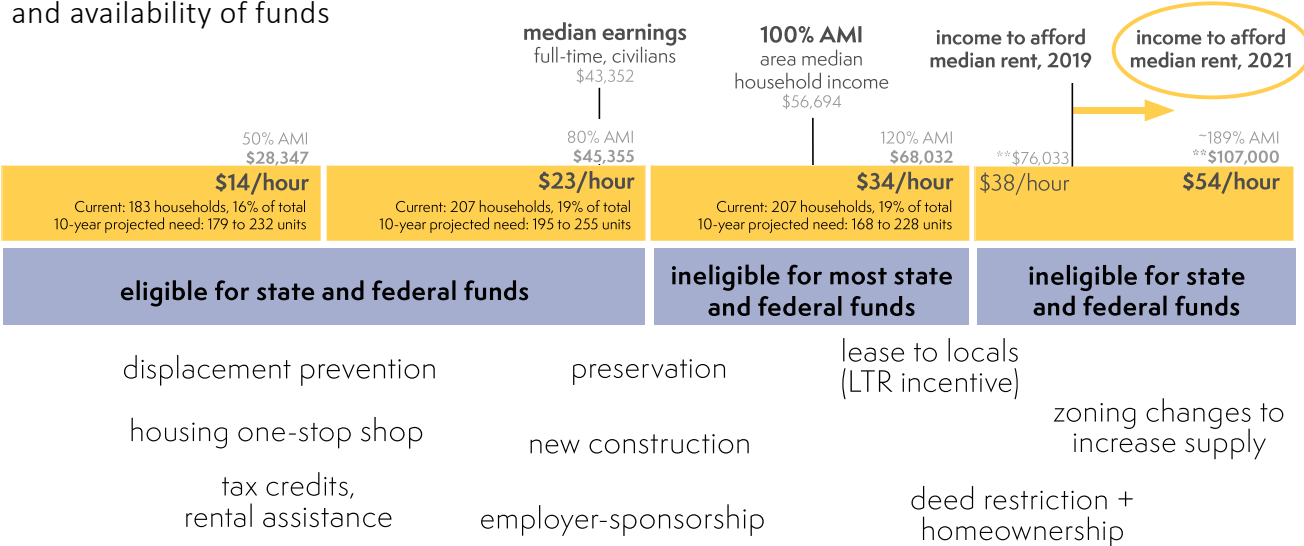 and availability of funds
median earnings
full-time, civilians
$43,352
100% AMI
area median
household income
$56,694
income to afford
median rent, 2019
income to afford
median rent, 2021
50% AMI
$28,347
80% AMI
$45,355
120% AMI
$68,032
**$76,033
~189% AMI
**$107,000
$14/hour
Current: 183 households, 16% of total
10-year projected need: 179 to 232 units
$23/hour
Current: 207 households, 19% of total
10-year projected need: 195 to 255 units
$34/hour
Current: 207 households, 19% of total
10-year projected need: 168 to 228 units
$38/hour
$54/hour
eligible for state and federal funds
ineligible for most state
and federal funds
ineligible for state
and federal funds
displacement prevention
preservation
lease to locals
(LTR incentive)
housing one-stop shop
new construction
zoning changes to
increase supply
tax credits,
rental assistance
employer-sponsorship
deed restriction +
homeownership